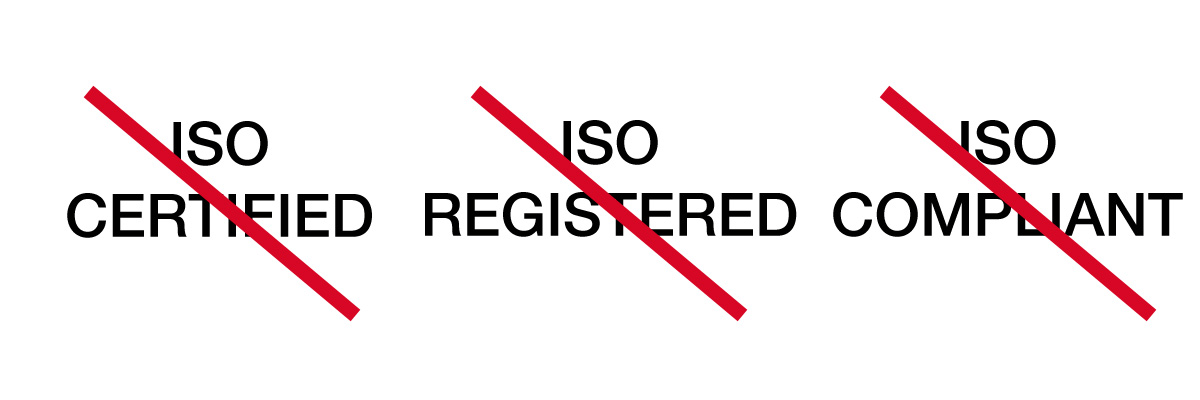 ISO
CERTIFIED
ISO
REGISTERED
ISO
COMPLIANT